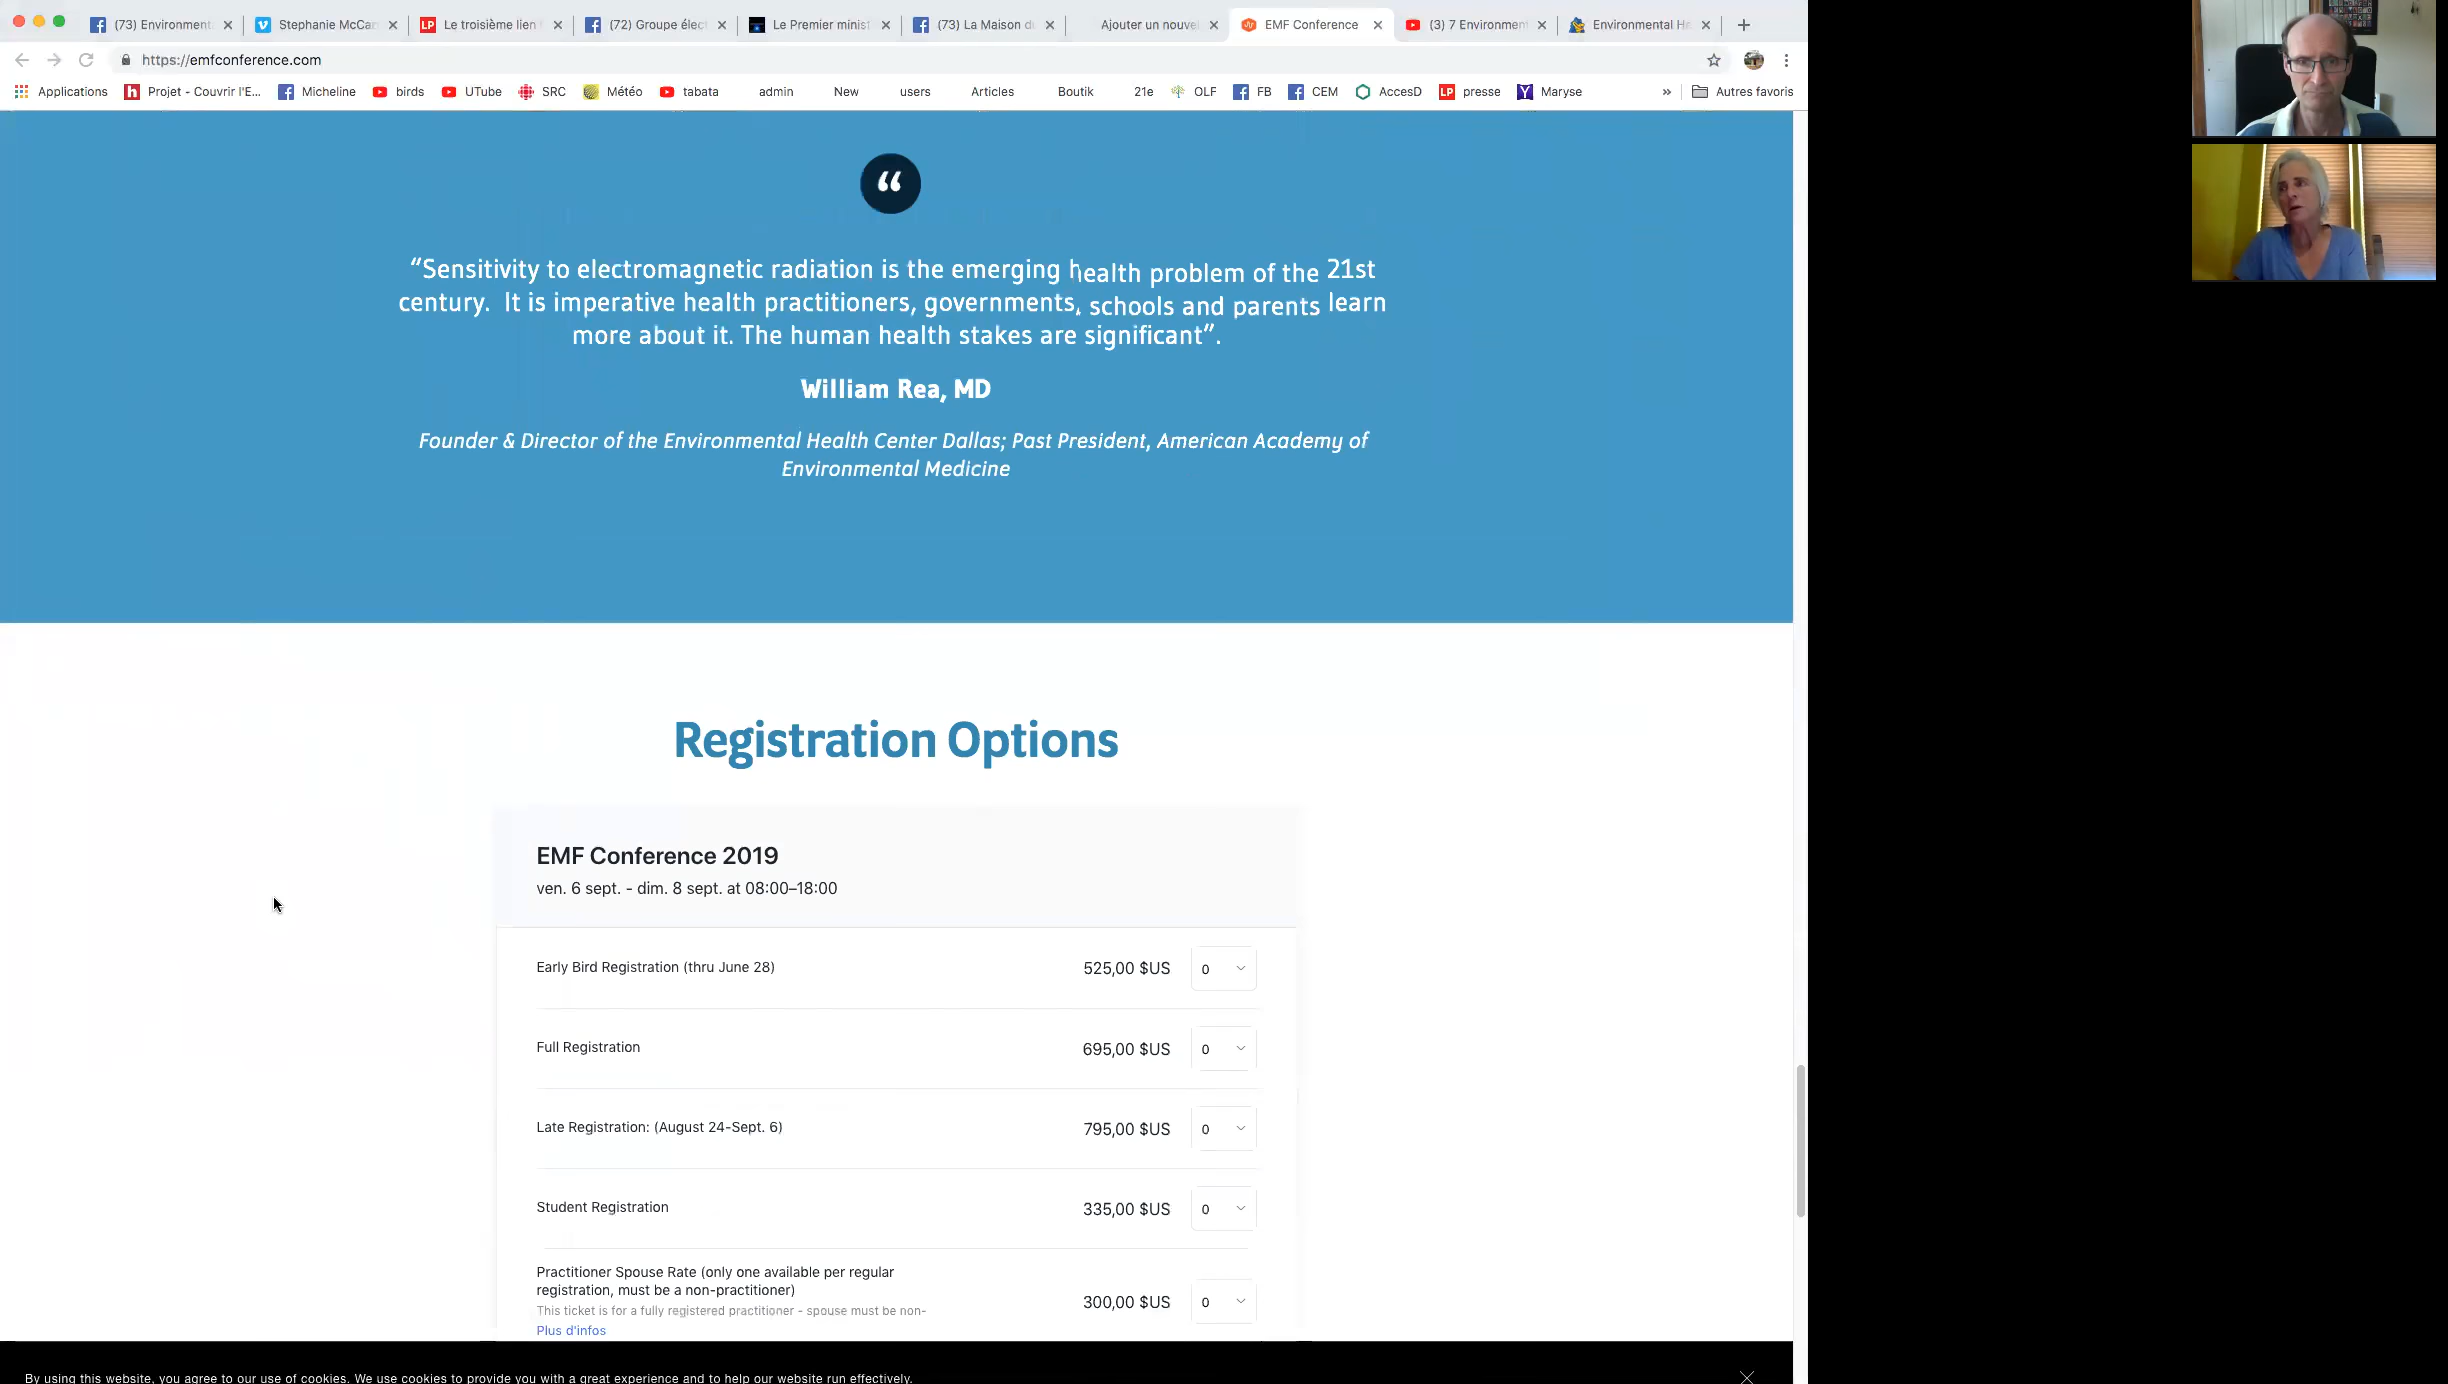 (73) Environment
Stephanie McCa
Le troisième lien
(72) Groupe élec
Le Premier minist
(73) La Maison d
Ajouter un nouve
EMF Conference
(3) 7 Environmen
Environmental He
https://emfconference.com
Applications
Projet - Couvrir l'E...
Micheline
birds
UTube
SRC
Météo
tabata
admin
New
users
Articles
Boutik
21e
OLF
FB
CEM
AccesD
LP
presse
Maryse
»
Autres favoris
“Sensitivity to electromagnetic radiation is the emerging health problem of the 21st
century. It is imperative health practitioners, governments, schools and parents learn
more about it. The human health stakes are significant”.
William Rea, MD
Founder & Director of the Environmental Health Center Dallas; Past President, American Academy of
Environmental Medicine
Registration Options
EMF Conference 2019
ven. 6 sept. - dim. 8 sept. at 08:00–18:00
Early Bird Registration (thru June 28) 525,00 $US 0
Full Registration 695,00 $US 0
Late Registration: (August 24-Sept. 6) 795,00 $US 0
Student Registration 335,00 $US 0
Practitioner Spouse Rate (only one available per regular
registration, must be a non-practitioner)
300,00 $US 0
This ticket is for a fully registered practitioner - spouse must be non-
Plus d'infos
By using this website, you agree to our use of cookies. We use cookies to provide you with a great experience and to help our website run effectively.